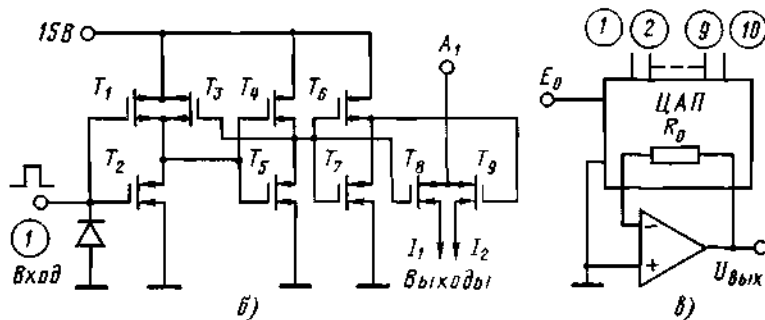 15В
T₁
T₃
T₄
T₆
A₁
T₂
T₅
T₇
T₈
T₉
1
Вход
I₁
I₂
Выходы
б)
1
2
9
10
E₀
ЦАП
R₀
−
+
Uвых
в)